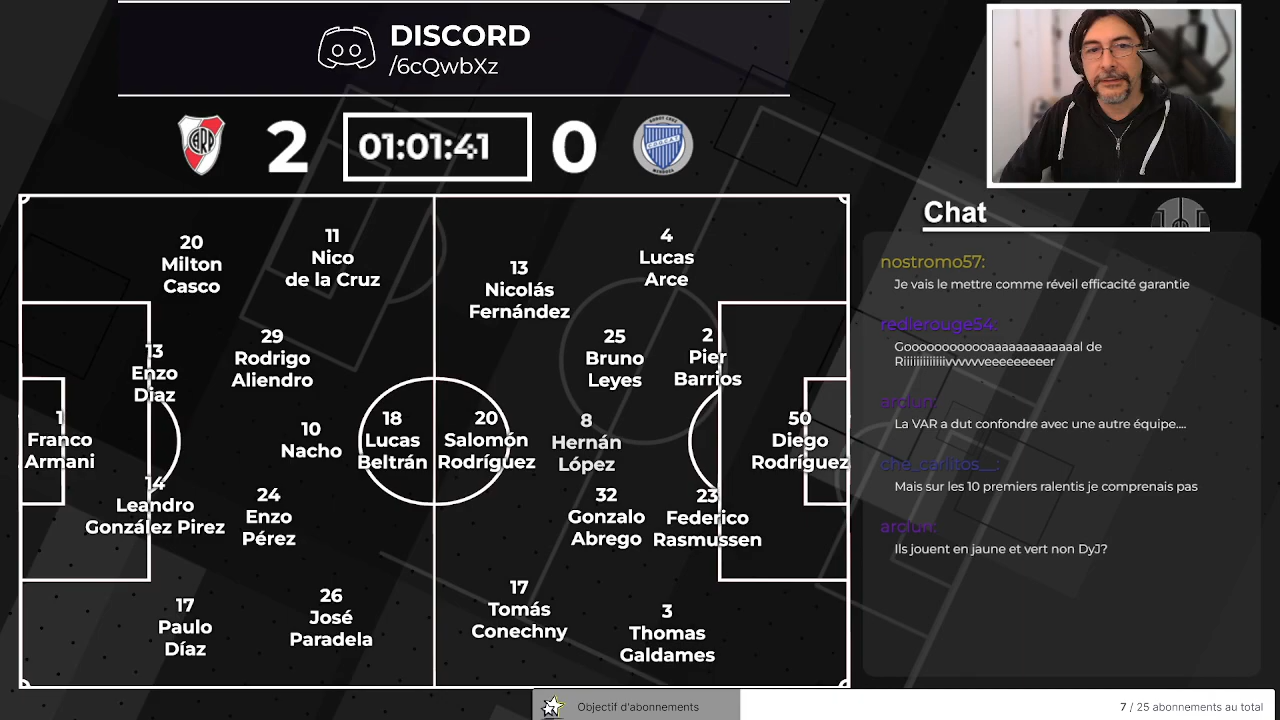 DISCORD
/6cQwbXz
CARP
2
01:01:41
0
20
Milton
Casco
11
Nico
de la Cruz
13
Enzo
Diaz
29
Rodrigo
Aliendro
1
Franco
Armani
10
Nacho
18
Lucas
Beltrán
14
Leandro
González Pirez
24
Enzo
Pérez
17
Paulo
Díaz
26
José
Paradela
13
Nicolás
Fernández
4
Lucas
Arce
25
Bruno
Leyes
2
Pier
Barrios
20
Salomón
Rodríguez
8
Hernán
López
50
Diego
Rodríguez
32
Gonzalo
Abrego
23
Federico
Rasmussen
17
Tomás
Conechny
3
Thomas
Galdames
Chat
nostromo57:
Je vais le mettre comme réveil efficacité garantie
redlerouge54:
Goooooooooooaaaaaaaaaaaaal de
Riiiiiiiiiiiiivvvvvveeeeeeeeer
arclun:
La VAR a dut confondre avec une autre équipe....
che_carlitos__:
Mais sur les 10 premiers ralentis je comprenais pas
arclun:
Ils jouent en jaune et vert non DyJ?
Objectif d'abonnements
7 / 25 abonnements au total